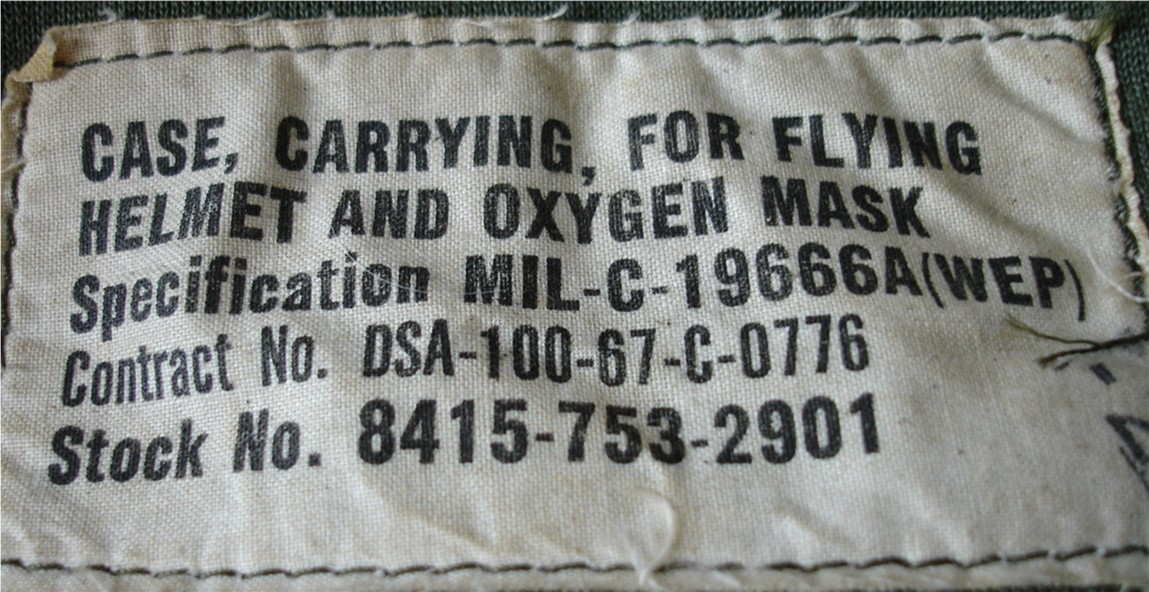 CASE, CARRYING, FOR FLYING
HELMET AND OXYGEN MASK
Specification MIL-C-19666A(WEP)
Contract No. DSA-100-67-C-0776
Stock No. 8415-753-2901